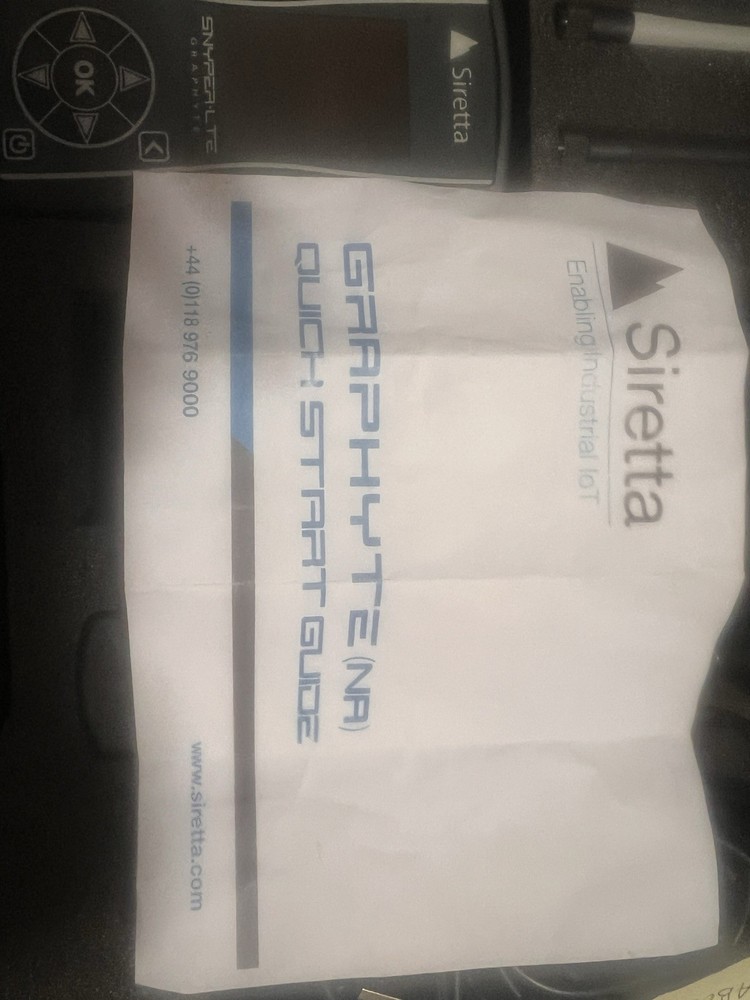 Siretta
SNYPER-LTE
GRAPHYTE
OK
Siretta
Enabling Industrial IoT
GRAPHYTE (NA)
QUICK START GUIDE
+44 (0)118 976 9000
www.siretta.com